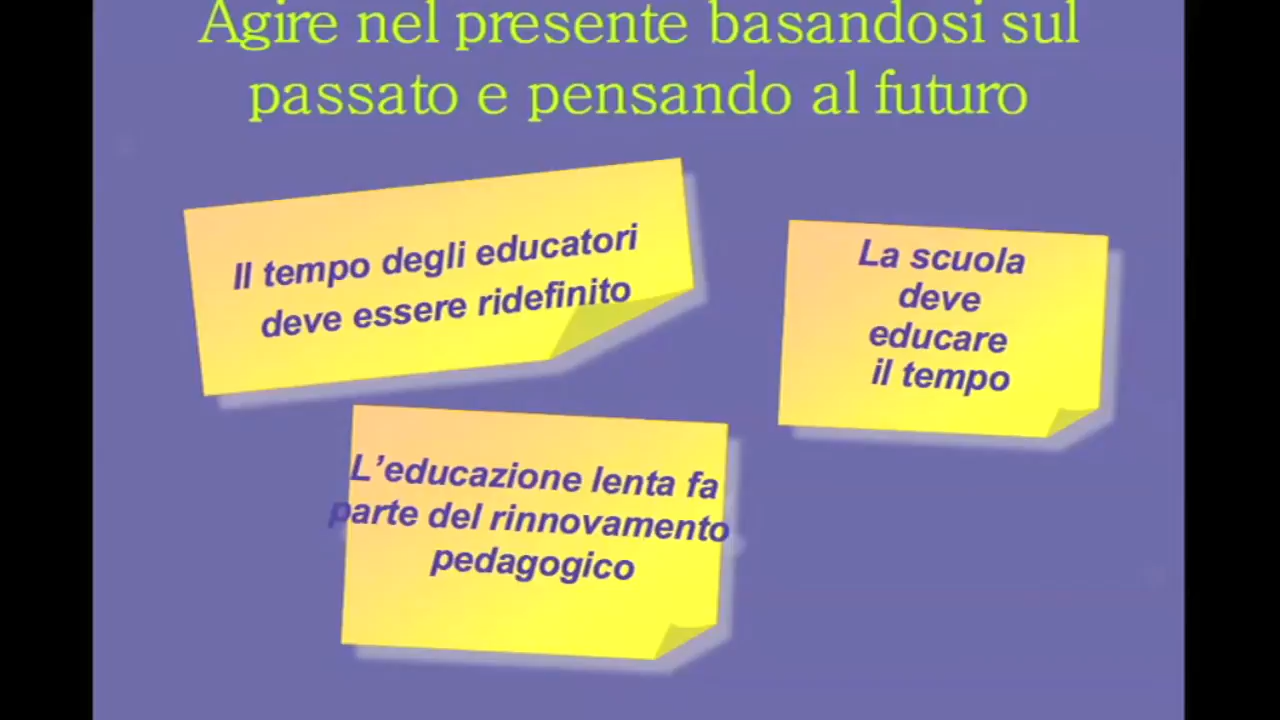 Agire nel presente basandosi sul
passato e pensando al futuro
Il tempo degli educatori
deve essere ridefinito
La scuola
deve
educare
il tempo
L’educazione lenta fa
parte del rinnovamento
pedagogico